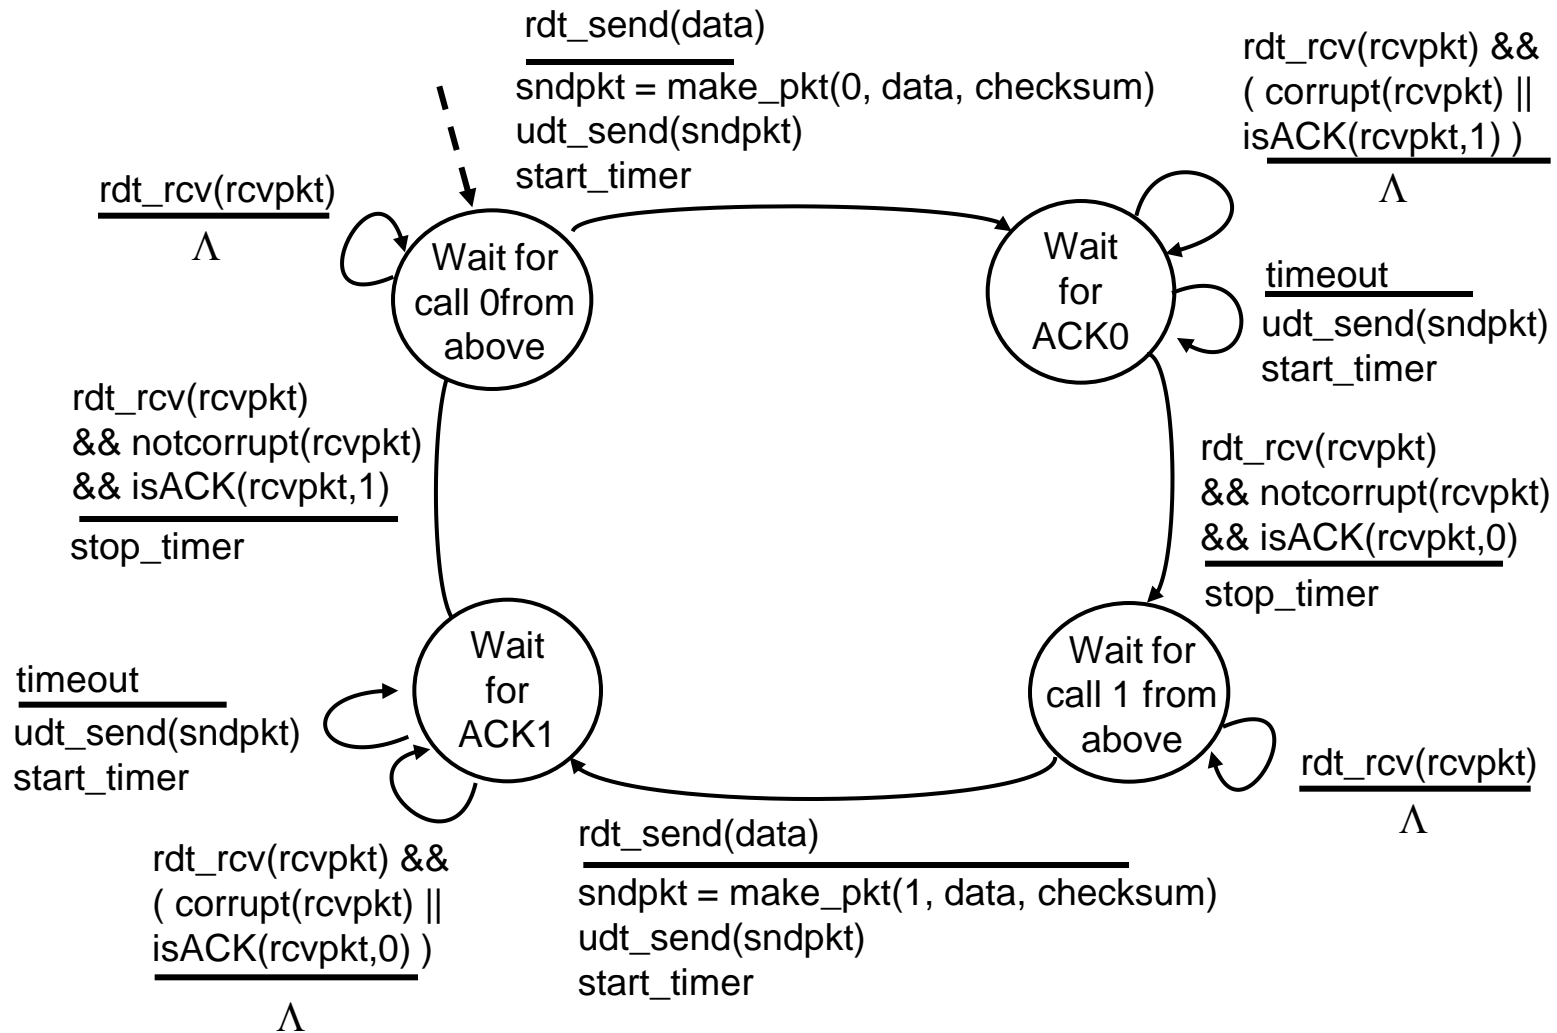 rdt_send(data)
sndpkt = make_pkt(0, data, checksum)
udt_send(sndpkt)
start_timer
rdt_rcv(rcvpkt) &&
( corrupt(rcvpkt) ||
isACK(rcvpkt,1) )
Λ
rdt_rcv(rcvpkt)
Λ
Wait for
call 0from
above
Wait
for
ACK0
timeout
udt_send(sndpkt)
start_timer
rdt_rcv(rcvpkt)
&& notcorrupt(rcvpkt)
&& isACK(rcvpkt,1)
stop_timer
rdt_rcv(rcvpkt)
&& notcorrupt(rcvpkt)
&& isACK(rcvpkt,0)
stop_timer
timeout
udt_send(sndpkt)
start_timer
Wait
for
ACK1
Wait for
call 1 from
above
rdt_rcv(rcvpkt)
Λ
rdt_rcv(rcvpkt) &&
( corrupt(rcvpkt) ||
isACK(rcvpkt,0) )
Λ
rdt_send(data)
sndpkt = make_pkt(1, data, checksum)
udt_send(sndpkt)
start_timer